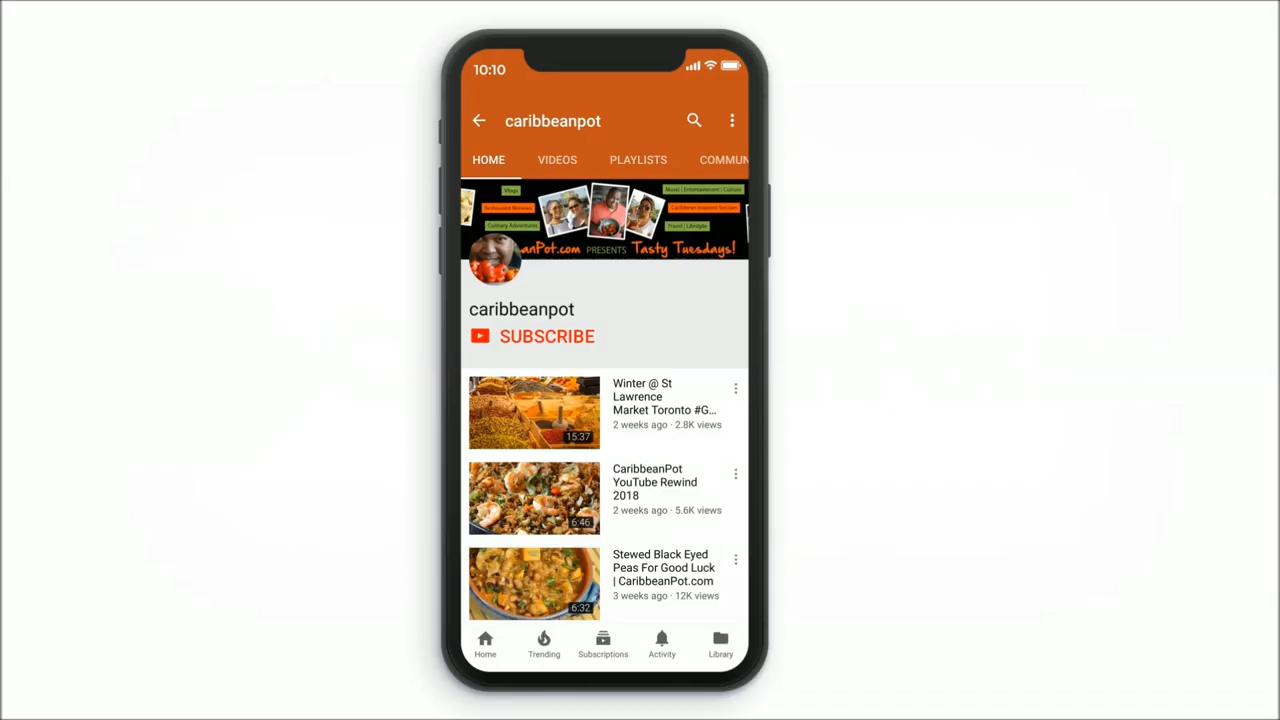 10:10
caribbeanpot
HOME VIDEOS PLAYLISTS COMMUN
Vlogs
Music | Entertainment | Culture
Restaurant Reviews
Caribbean Inspired Recipes
Culinary Adventures
Travel | Lifestyle
anPot.com PRESENTS Tasty Tuesdays!
caribbeanpot
SUBSCRIBE
Winter @ St
Lawrence
Market Toronto #G...
2 weeks ago · 2.8K views
15:37
CaribbeanPot
YouTube Rewind
2018
2 weeks ago · 5.6K views
6:46
Stewed Black Eyed
Peas For Good Luck
| CaribbeanPot.com
3 weeks ago · 12K views
6:32
Home Trending Subscriptions Activity Library